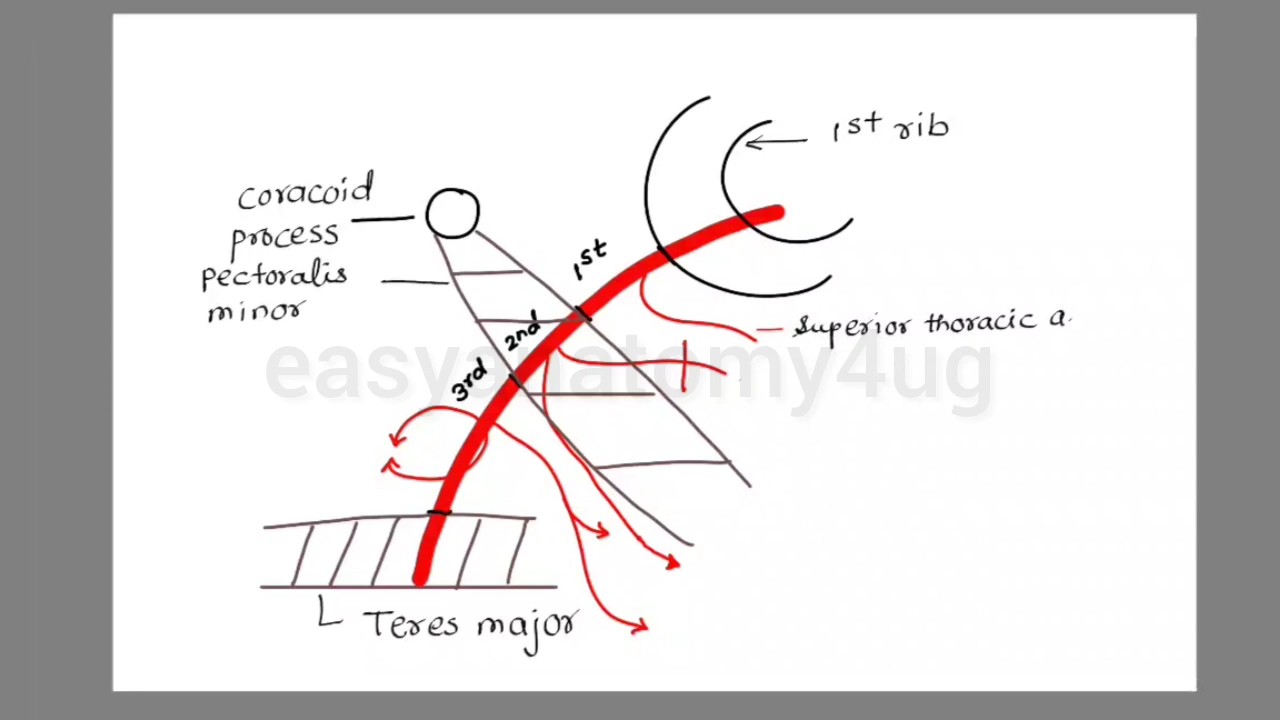 1st rib
coracoid
process
pectoralis
minor
1st
2nd
3rd
superior thoracic a.
easyanatomy4ug
Teres major